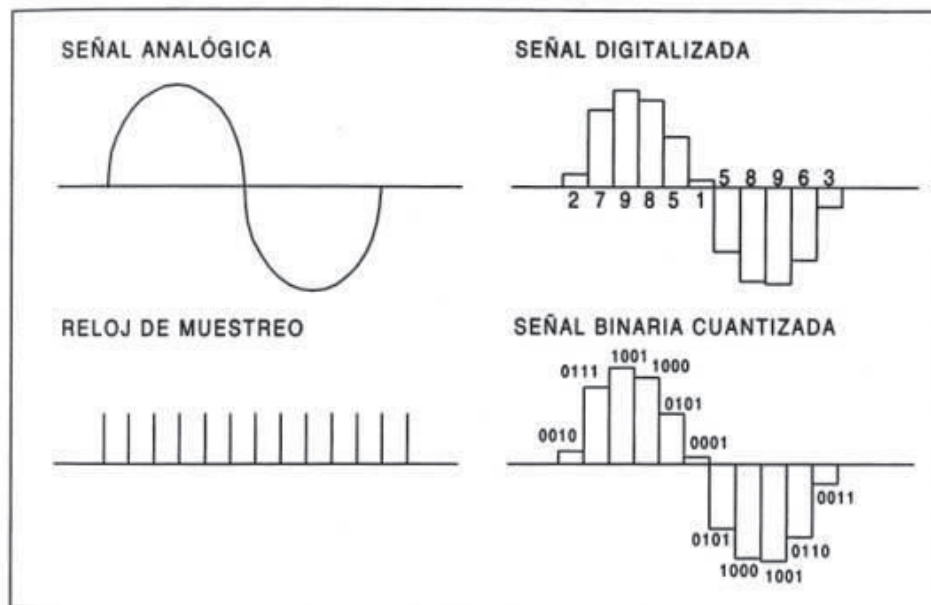 SEÑAL ANALÓGICA
SEÑAL DIGITALIZADA
5 8 9 6 3
2 7 9 8 5 1
RELOJ DE MUESTREO
SEÑAL BINARIA CUANTIZADA
1001
0111 1000
0101
0010 0001
0011
0101 0110
1000 1001